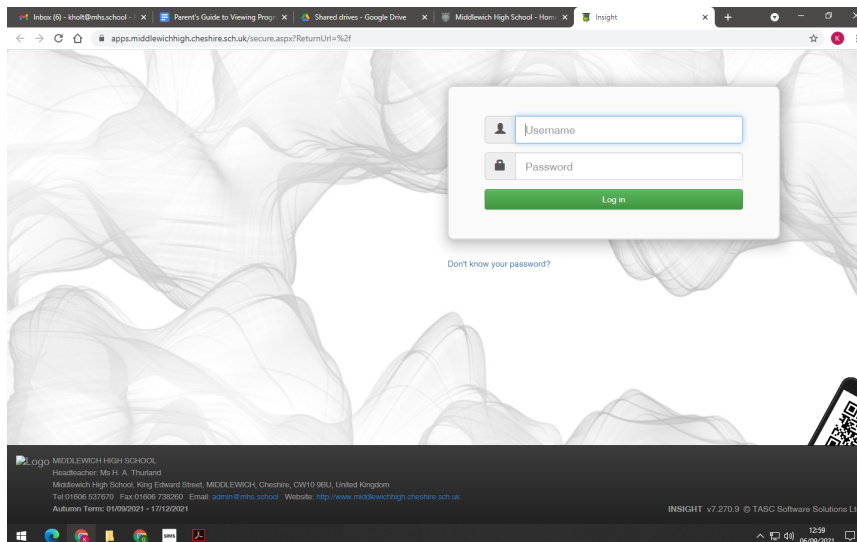 Inbox (6) - kholt@mhs.school -
Parent's Guide to Viewing Progr
Shared drives - Google Drive
Middlewich High School - Hom
Insight
apps.middlewichhigh.cheshire.sch.uk/secure.aspx?ReturnUrl=%2f
K
Username
Password
Log in
Don't know your password?
Logo
MIDDLEWICH HIGH SCHOOL
Headteacher: Ms H. A. Thurland
Middlewich High School, King Edward Street, MIDDLEWICH, Cheshire, CW10 9BU, United Kingdom
Tel:01606 537670 Fax:01606 738260 Email: admin@mhs.school Website: http://www.middlewichhigh.cheshire.sch.uk
Autumn Term: 01/09/2021 - 17/12/2021
INSIGHT v7.270.9 © TASC Software Solutions Lt
SIMS
12:59
06/09/2021